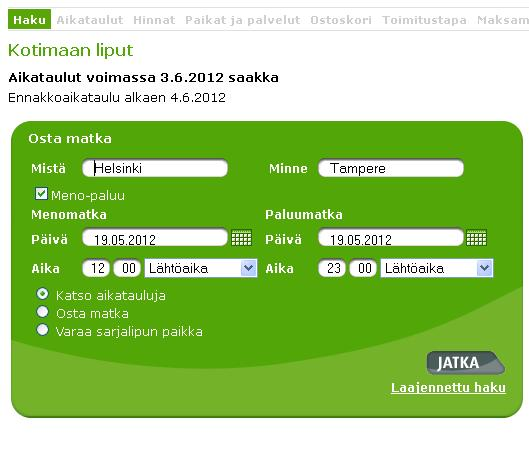 Haku Aikataulut Hinnat Paikat ja palvelut Ostoskori Toimitustapa Maksam
Kotimaan liput
Aikataulut voimassa 3.6.2012 saakka
Ennakkoaikataulu alkaen 4.6.2012
Osta matka
Mistä Helsinki Minne Tampere
Meno-paluu
Menomatka Paluumatka
Päivä 19.05.2012 Päivä 19.05.2012
Aika 12 00 Lähtöaika Aika 23 00 Lähtöaika
Katso aikatauluja
Osta matka
Varaa sarjalipun paikka
JATKA
Laajennettu haku